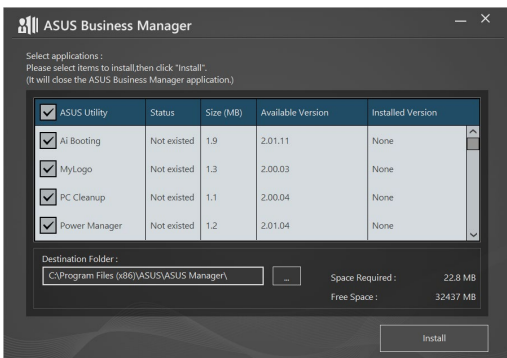 ASUS Business Manager
Select applications :
Please select items to install,then click "Install".
(It will close the ASUS Business Manager application.)
ASUS Utility Status Size (MB) Available Version Installed Version
Ai Booting Not existed 1.9 2.01.11 None
MyLogo Not existed 1.3 2.00.03 None
PC Cleanup Not existed 1.1 2.00.04 None
Power Manager Not existed 1.2 2.01.04 None
Destination Folder :
C:\Program Files (x86)\ASUS\ASUS Manager\ ... Space Required : 22.8 MB
Free Space : 32437 MB
Install